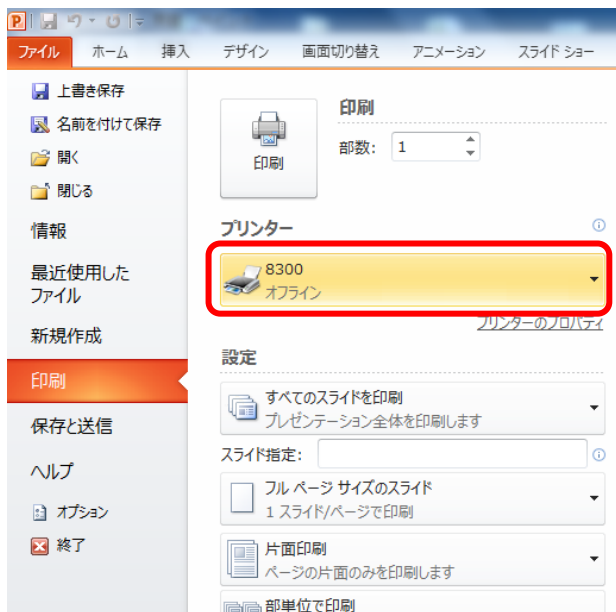 ファイル ホーム 挿入 デザイン 画面切り替え アニメーション スライド ショー
上書き保存
名前を付けて保存
開く
閉じる
情報
最近使用した
ファイル
新規作成
印刷
保存と送信
ヘルプ
オプション
終了
印刷
印刷
部数: 1
プリンター
8300
オフライン
プリンターのプロパティ
設定
すべてのスライドを印刷
プレゼンテーション全体を印刷します
スライド指定:
フル ページ サイズのスライド
1 スライド/ページで印刷
片面印刷
ページの片面のみを印刷します
部単位で印刷